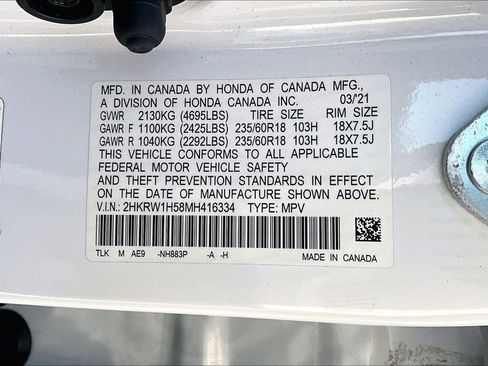 MFD. IN CANADA BY HONDA OF CANADA MFG.,
A DIVISION OF HONDA CANADA INC. 03/'21
GVWR 2130KG (4695LBS) TIRE SIZE RIM SIZE
GAWR F 1100KG (2425LBS) 235/60R18 103H 18X7.5J
GAWR R 1040KG (2292LBS) 235/60R18 103H 18X7.5J
THIS VEHICLE CONFORMS TO ALL APPLICABLE
FEDERAL MOTOR VEHICLE SAFETY
AND THEFT PREVENTION STANDARDS IN EFFECT
ON THE DATE OF MANUFACTURE SHOWN ABOVE.
V.I.N.: 2HKRW1H58MH416334 TYPE: MPV
TLK M AE9 -NH883P -A -H MADE IN CANADA